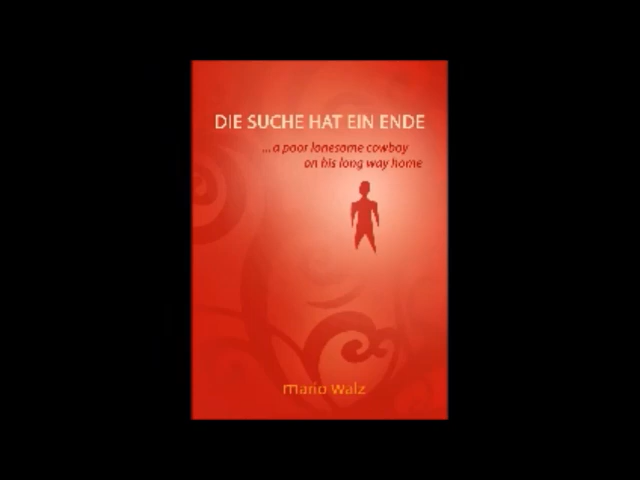 DIE SUCHE HAT EIN ENDE
...a poor lonesome cowboy
on his long way home
mario walz